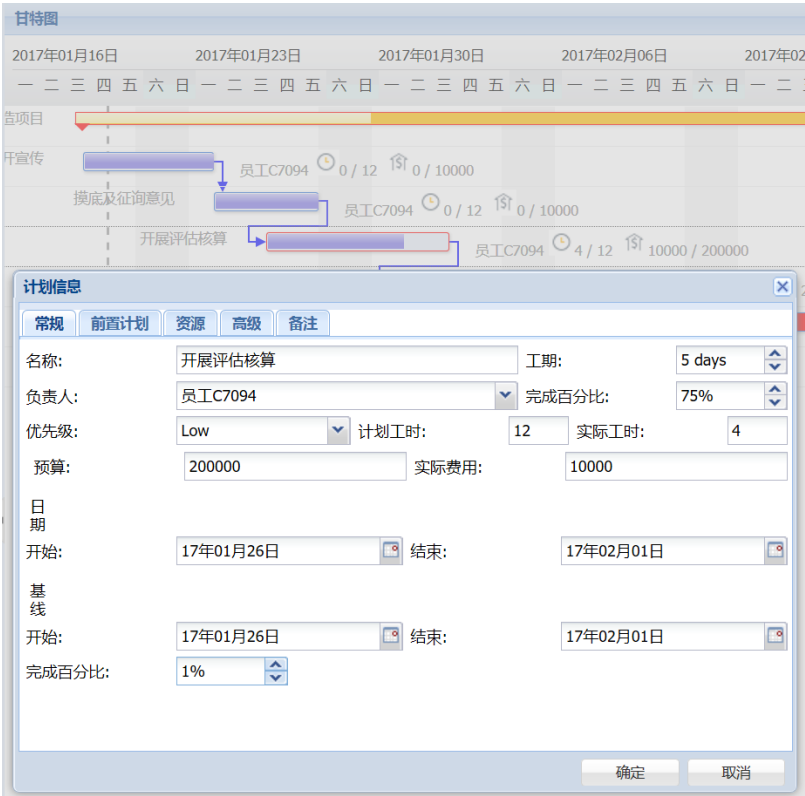 甘特图
2017年01月16日 2017年01月23日 2017年01月30日 2017年02月06日 2017年02
一 二 三 四 五 六 日 一 二 三 四 五 六 日 一 二 三 四 五 六 日 一 二 三 四 五 六 日 一 二
造项目
开宣传 员工C7094 0 / 12 0 / 10000
摸底及征询意见 员工C7094 0 / 12 0 / 10000
开展评估核算 员工C7094 4 / 12 10000 / 200000
计划信息
常规 前置计划 资源 高级 备注
名称: 开展评估核算 工期: 5 days
负责人: 员工C7094 完成百分比: 75%
优先级: Low 计划工时: 12 实际工时: 4
预算: 200000 实际费用: 10000
日
期
开始: 17年01月26日 结束: 17年02月01日
基
线
开始: 17年01月26日 结束: 17年02月01日
完成百分比: 1%
确定 取消